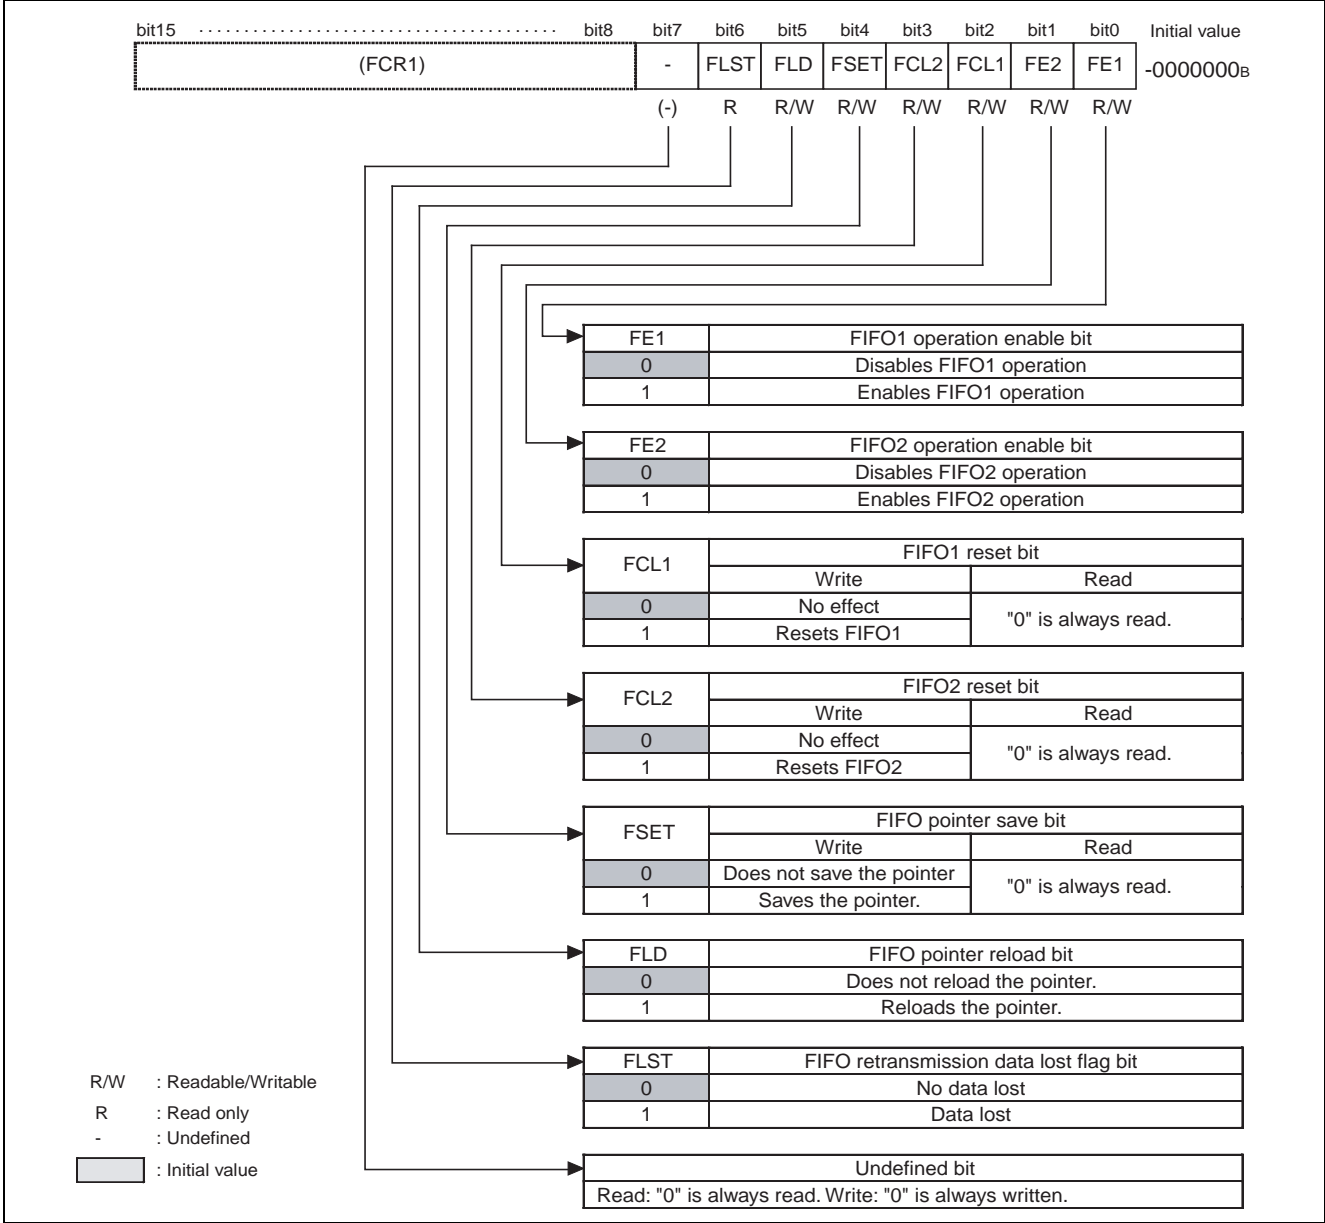 bit15 ........................................ bit8 bit7 bit6 bit5 bit4 bit3 bit2 bit1 bit0 Initial value
(FCR1) - FLST FLD FSET FCL2 FCL1 FE2 FE1 -0000000B
(-) R R/W R/W R/W R/W R/W R/W
FE1 FIFO1 operation enable bit
0 Disables FIFO1 operation
1 Enables FIFO1 operation
FE2 FIFO2 operation enable bit
0 Disables FIFO2 operation
1 Enables FIFO2 operation
FCL1 FIFO1 reset bit
Write Read
0 No effect "0" is always read.
1 Resets FIFO1
FCL2 FIFO2 reset bit
Write Read
0 No effect "0" is always read.
1 Resets FIFO2
FSET FIFO pointer save bit
Write Read
0 Does not save the pointer "0" is always read.
1 Saves the pointer.
FLD FIFO pointer reload bit
0 Does not reload the pointer.
1 Reloads the pointer.
FLST FIFO retransmission data lost flag bit
0 No data lost
1 Data lost
Undefined bit
Read: "0" is always read. Write: "0" is always written.
R/W : Readable/Writable
R : Read only
- : Undefined
: Initial value